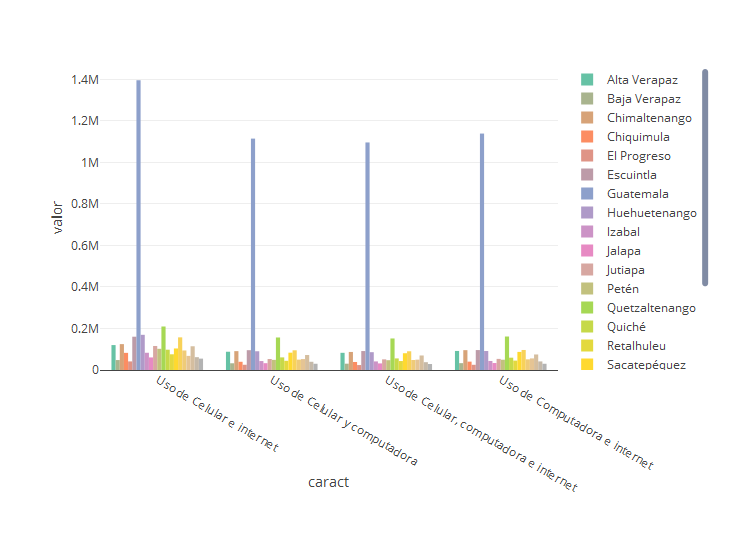 1.4M
1.2M
1M
0.8M
0.6M
0.4M
0.2M
0
valor
Uso de Celular e internet
Uso de Celular y computadora
Uso de Celular, computadora e internet
Uso de Computadora e internet
caract
Alta Verapaz
Baja Verapaz
Chimaltenango
Chiquimula
El Progreso
Escuintla
Guatemala
Huehuetenango
Izabal
Jalapa
Jutiapa
Petén
Quetzaltenango
Quiché
Retalhuleu
Sacatepéquez